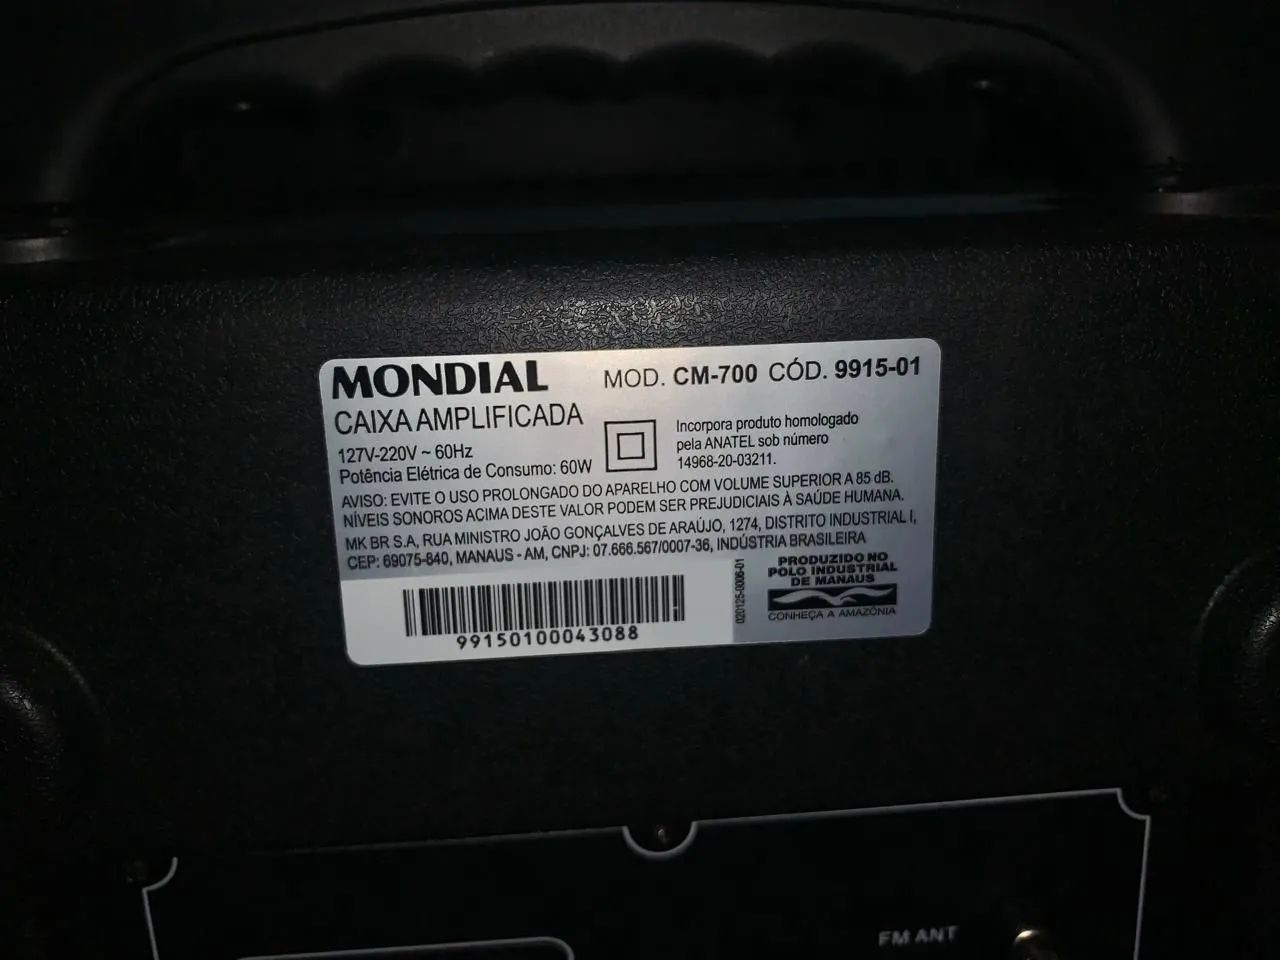 MONDIAL
MOD. CM-700 CÓD. 9915-01
CAIXA AMPLIFICADA
127V-220V ~ 60Hz
Potência Elétrica de Consumo: 60W
Incorpora produto homologado
pela ANATEL sob número
14968-20-03211.
AVISO: EVITE O USO PROLONGADO DO APARELHO COM VOLUME SUPERIOR A 85 dB.
NÍVEIS SONOROS ACIMA DESTE VALOR PODEM SER PREJUDICIAIS À SAÚDE HUMANA.
MK BR S.A, RUA MINISTRO JOÃO GONÇALVES DE ARAÚJO, 1274, DISTRITO INDUSTRIAL I,
CEP: 69075-840, MANAUS - AM, CNPJ: 07.666.567/0007-36, INDÚSTRIA BRASILEIRA
99150100043088
020125-0006-01
PRODUZIDO NO
POLO INDUSTRIAL
DE MANAUS
CONHEÇA A AMAZÔNIA
FM ANT